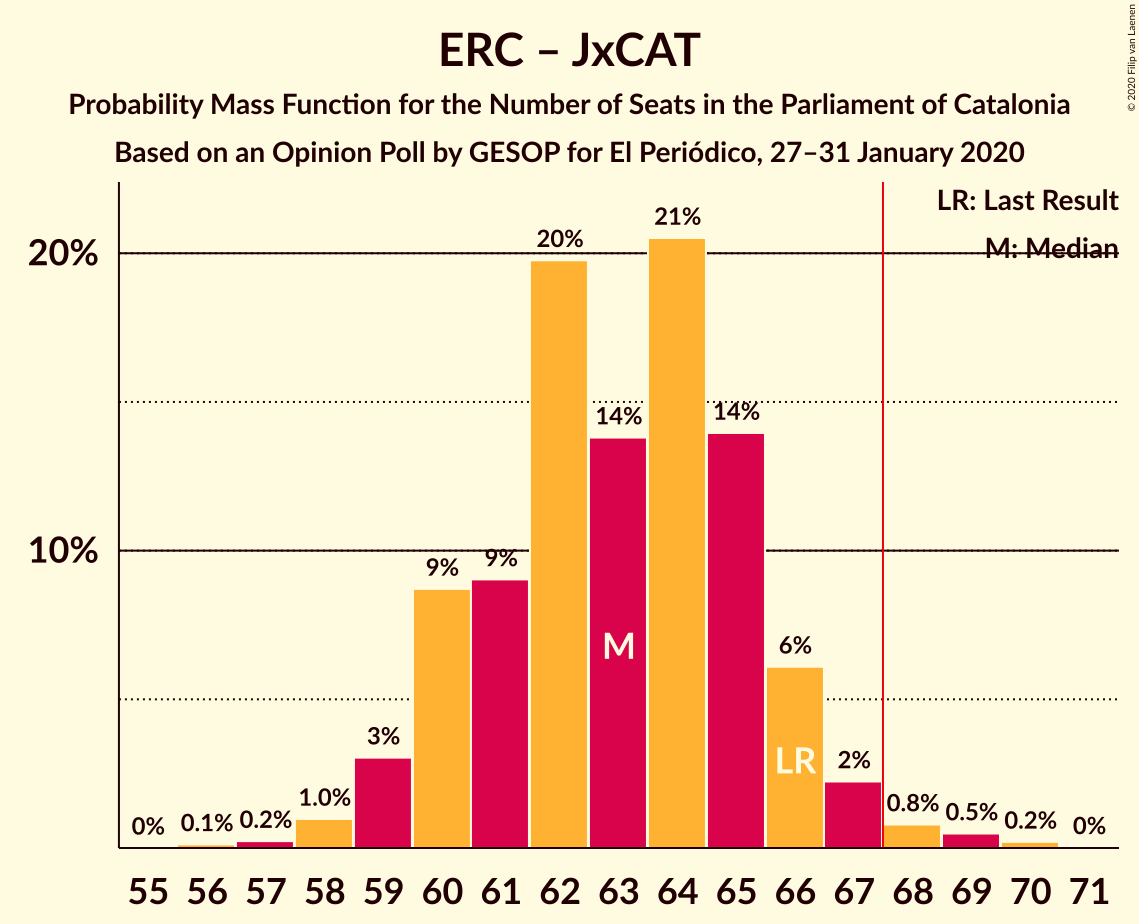 ERC – JxCAT
Probability Mass Function for the Number of Seats in the Parliament of Catalonia
Based on an Opinion Poll by GESOP for El Periódico, 27–31 January 2020
© 2020 Filip van Laenen
LR: Last Result
M: Median
20%
10%
0%
0.1%
0.2%
1.0%
3%
9%
9%
20%
14%
21%
14%
6%
2%
0.8%
0.5%
0.2%
0%
M
LR
55 56 57 58 59 60 61 62 63 64 65 66 67 68 69 70 71